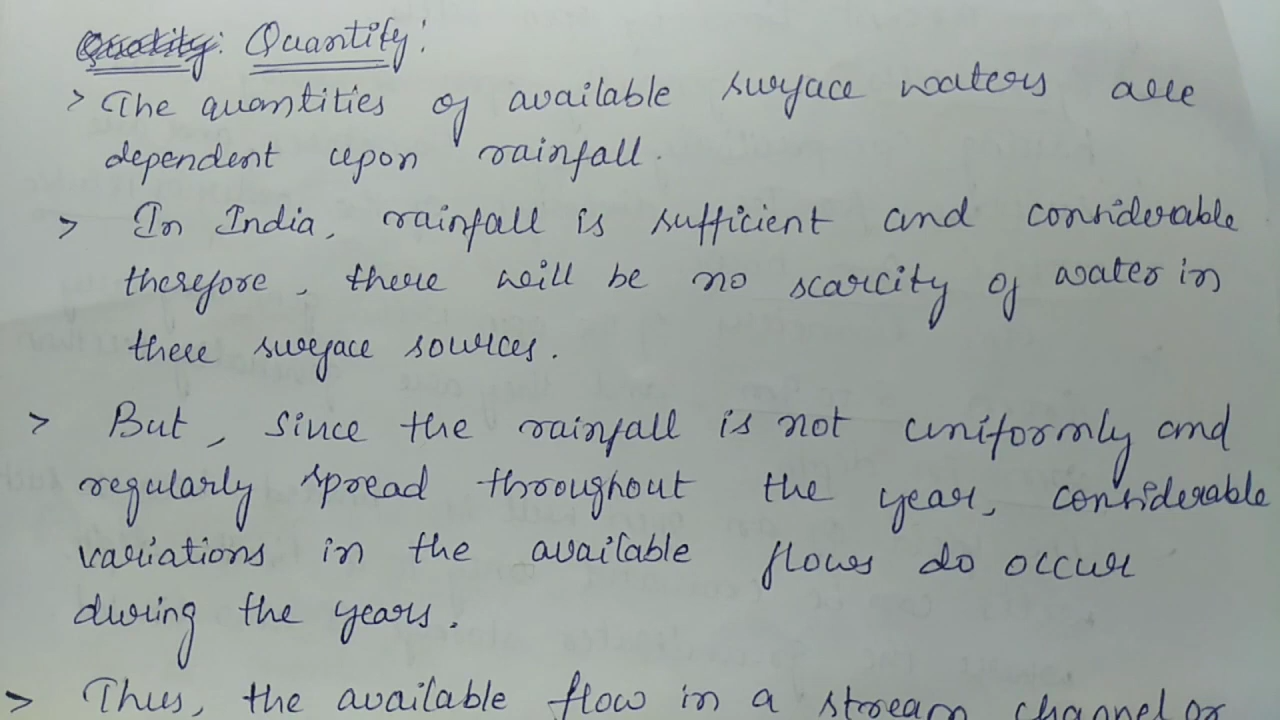 Quality: Quantity:
> The quantities of available surface waters are
dependent upon rainfall.
> In India, rainfall is sufficient and considerable
therefore, there will be no scarcity of water in
these surface sources.
> But, since the rainfall is not uniformly and
regularly spread throughout the year, considerable
variations in the available flows do occur
during the years.
> Thus, the available flow in a stream channel or